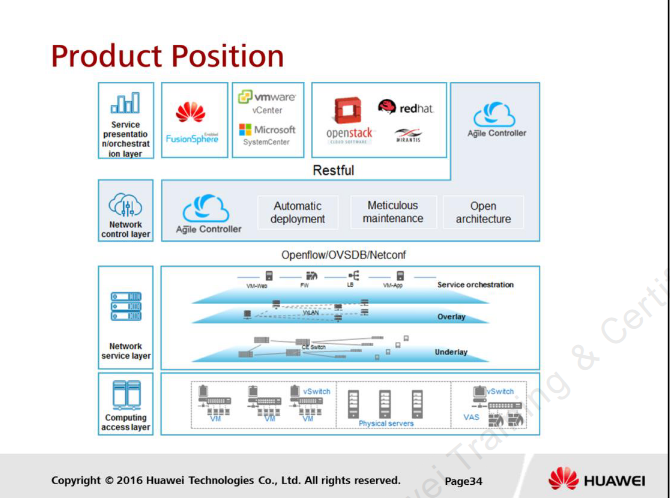 Product Position
Service
presentatio
n/orchestrat
ion layer
FusionSphere
vmware
vCenter
Microsoft
SystemCenter
openstack
CLOUD SOFTWARE
redhat.
MIRANTIS
Agile Controller
Restful
Network
control layer
Agile Controller
Automatic
deployment
Meticulous
maintenance
Open
architecture
Openflow/OVSDB/Netconf
Network
service layer
VM-Web
FW
LB
VM-App
Service orchestration
VXLAN
Overlay
CE Switch
Underlay
Computing
access layer
VM
VM
vSwitch
VM
Physical servers
vSwitch
VAS
Copyright © 2016 Huawei Technologies Co., Ltd. All rights reserved.
Page34
HUAWEI